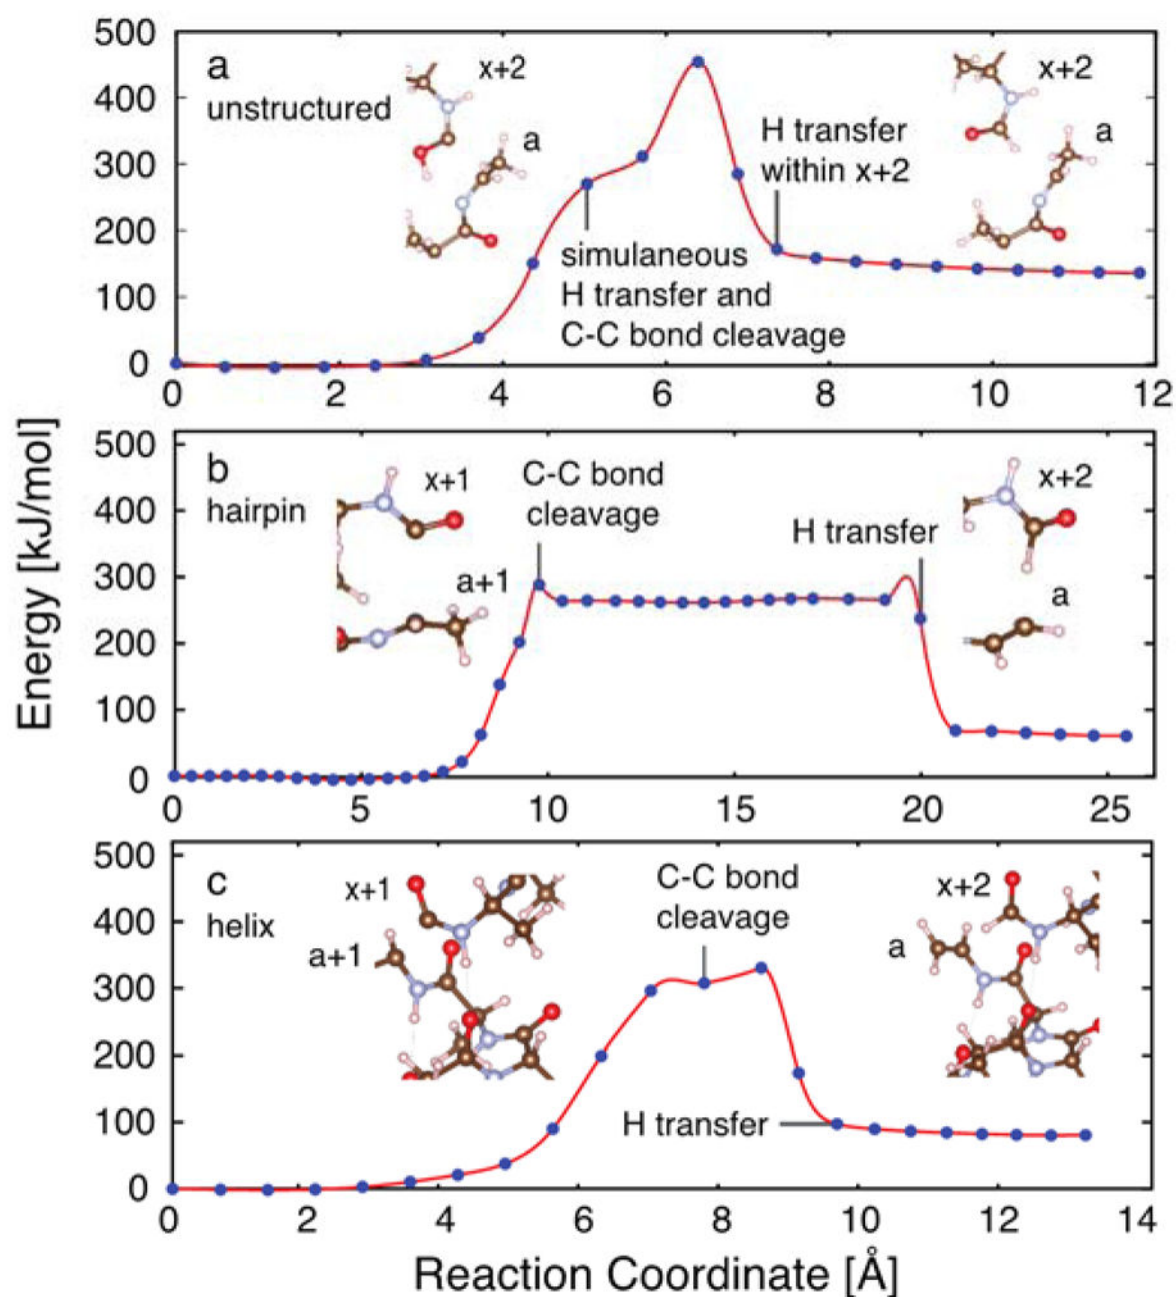 500
400
300
200
100
0
a
unstructured
x+2
a
H transfer
within x+2
x+2
a
simultaneous
H transfer and
C-C bond cleavage
0 2 4 6 8 10 12
Energy [kJ/mol]
500
400
300
200
100
0
b
hairpin
x+1
a+1
C-C bond
cleavage
H transfer
x+2
a
0 5 10 15 20 25
500
400
300
200
100
0
c
helix
x+1
a+1
C-C bond
cleavage
x+2
a
H transfer
0 2 4 6 8 10 12 14
Reaction Coordinate [Å]